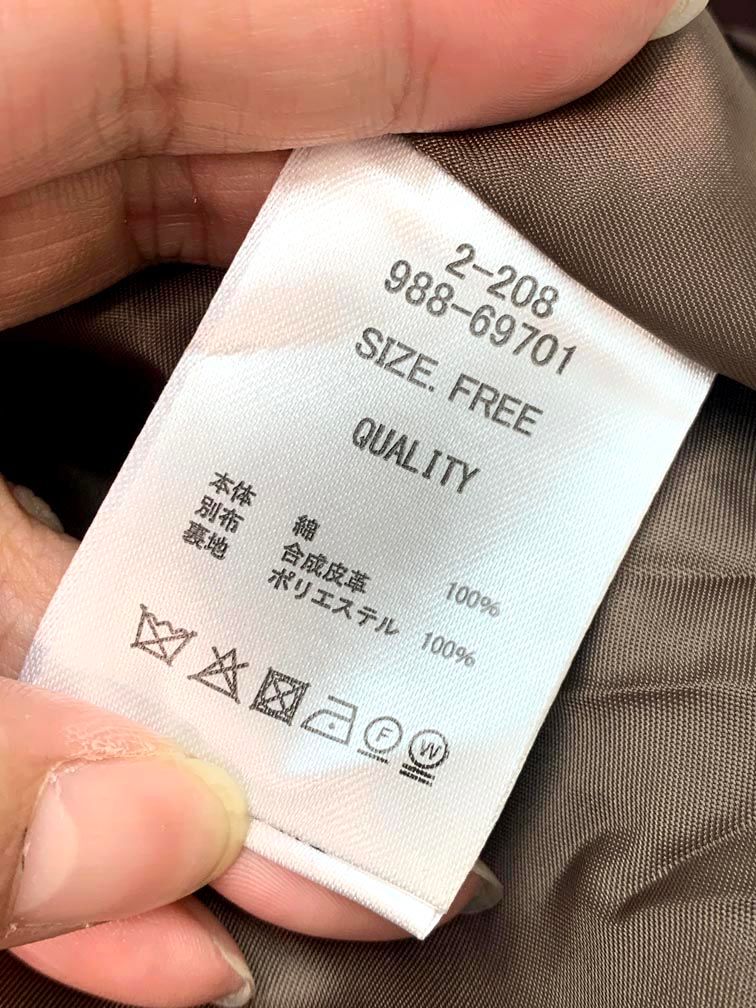 2-208
988-69701
SIZE. FREE
QUALITY
本体 綿 100%
別布 合成皮革
裏地 ポリエステル 100%
F W